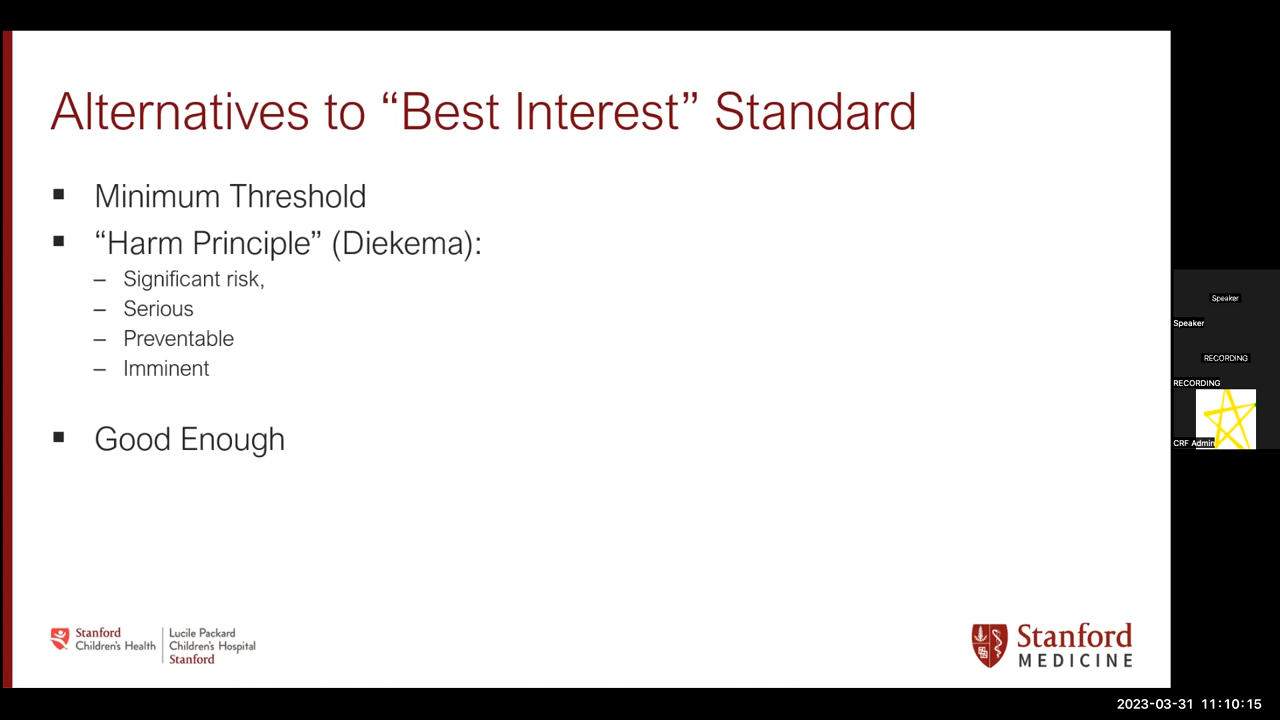 Alternatives to “Best Interest” Standard
▪ Minimum Threshold
▪ “Harm Principle” (Diekema):
– Significant risk,
– Serious
– Preventable
– Imminent
▪ Good Enough
Stanford
Children's Health
Lucile Packard
Children's Hospital
Stanford
Stanford
MEDICINE
Speaker
Speaker
RECORDING
RECORDING
CRF Admin
2023-03-31 11:10:15